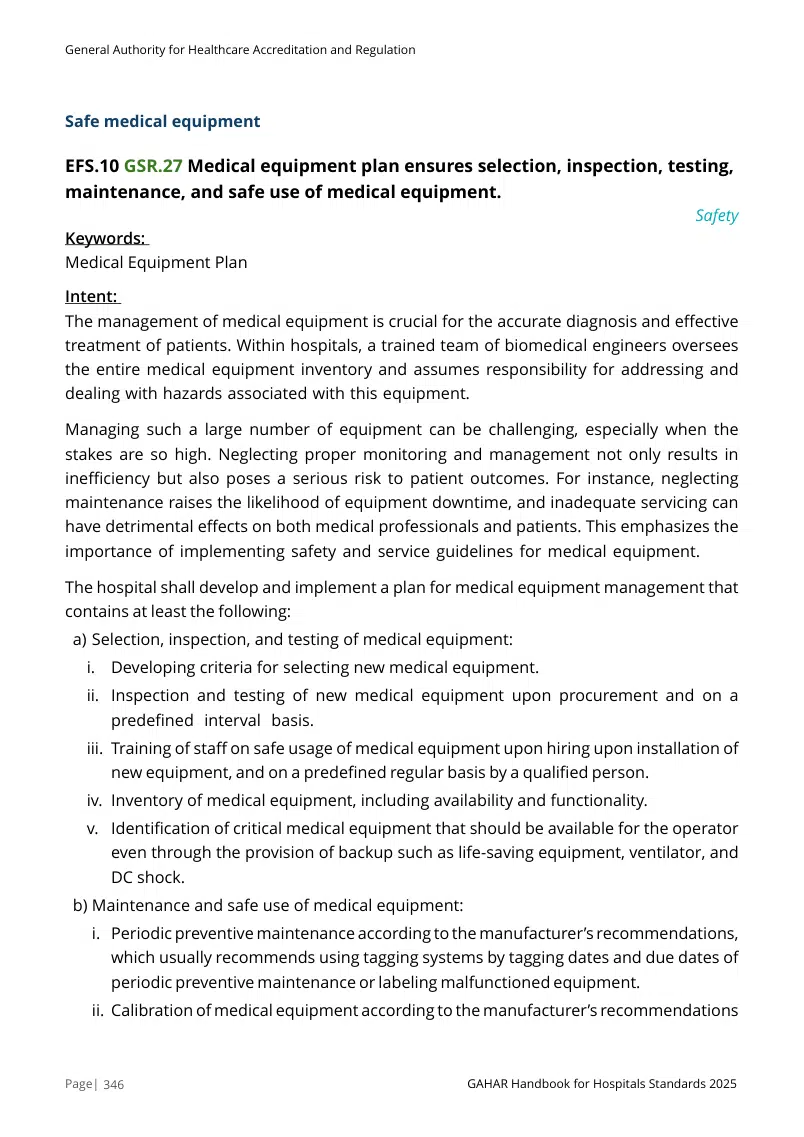 General Authority for Healthcare Accreditation and Regulation
Safe medical equipment
EFS.10 GSR.27 Medical equipment plan ensures selection, inspection, testing,
maintenance, and safe use of medical equipment.
Safety
Keywords:
Medical Equipment Plan
Intent:
The management of medical equipment is crucial for the accurate diagnosis and effective
treatment of patients. Within hospitals, a trained team of biomedical engineers oversees
the entire medical equipment inventory and assumes responsibility for addressing and
dealing with hazards associated with this equipment.
Managing such a large number of equipment can be challenging, especially when the
stakes are so high. Neglecting proper monitoring and management not only results in
inefficiency but also poses a serious risk to patient outcomes. For instance, neglecting
maintenance raises the likelihood of equipment downtime, and inadequate servicing can
have detrimental effects on both medical professionals and patients. This emphasizes the
importance of implementing safety and service guidelines for medical equipment.
The hospital shall develop and implement a plan for medical equipment management that
contains at least the following:
a) Selection, inspection, and testing of medical equipment:
i. Developing criteria for selecting new medical equipment.
ii. Inspection and testing of new medical equipment upon procurement and on a
predefined interval basis.
iii. Training of staff on safe usage of medical equipment upon hiring upon installation of
new equipment, and on a predefined regular basis by a qualified person.
iv. Inventory of medical equipment, including availability and functionality.
v. Identification of critical medical equipment that should be available for the operator
even through the provision of backup such as life-saving equipment, ventilator, and
DC shock.
b) Maintenance and safe use of medical equipment:
i. Periodic preventive maintenance according to the manufacturer's recommendations,
which usually recommends using tagging systems by tagging dates and due dates of
periodic preventive maintenance or labeling malfunctioned equipment.
ii. Calibration of medical equipment according to the manufacturer's recommendations
Page| 346
GAHAR Handbook for Hospitals Standards 2025